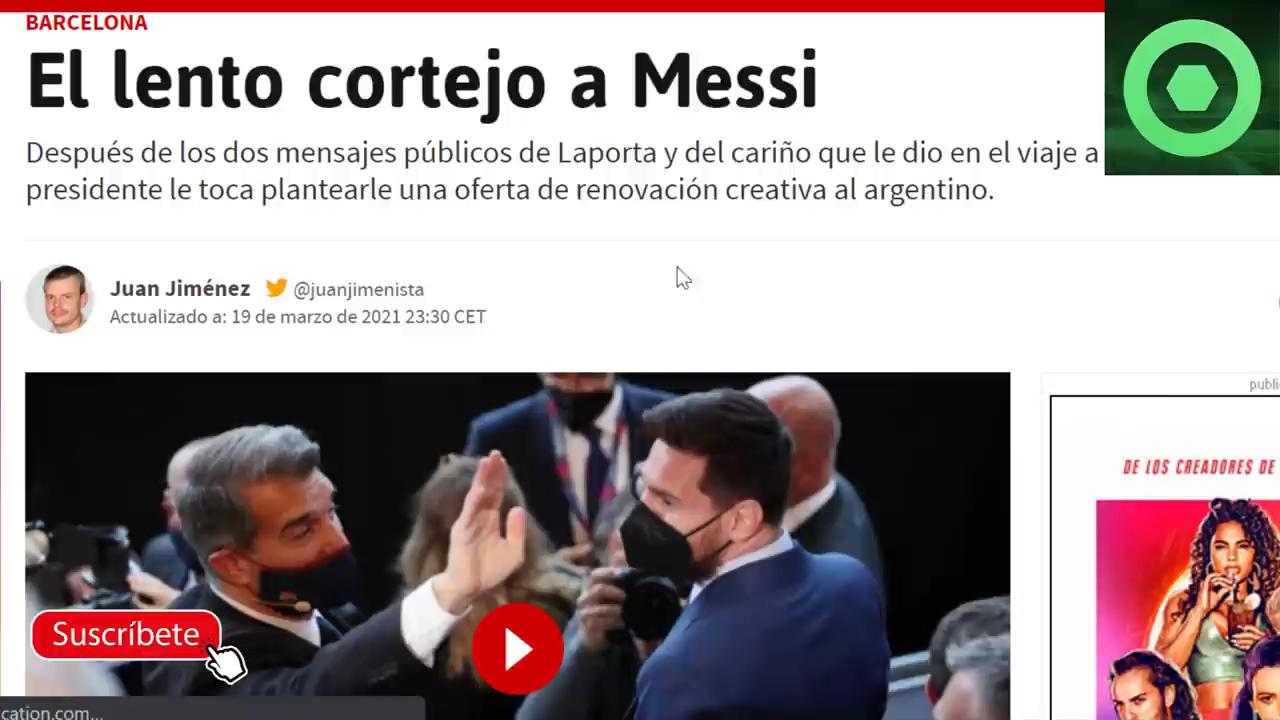 BARCELONA
El lento cortejo a Messi
Después de los dos mensajes públicos de Laporta y del cariño que le dio en el viaje a
presidente le toca plantearle una oferta de renovación creativa al argentino.
Juan Jiménez @juanjimenista
Actualizado a: 19 de marzo de 2021 23:30 CET
publi
DE LOS CREADORES DE
Suscríbete
cation.com...